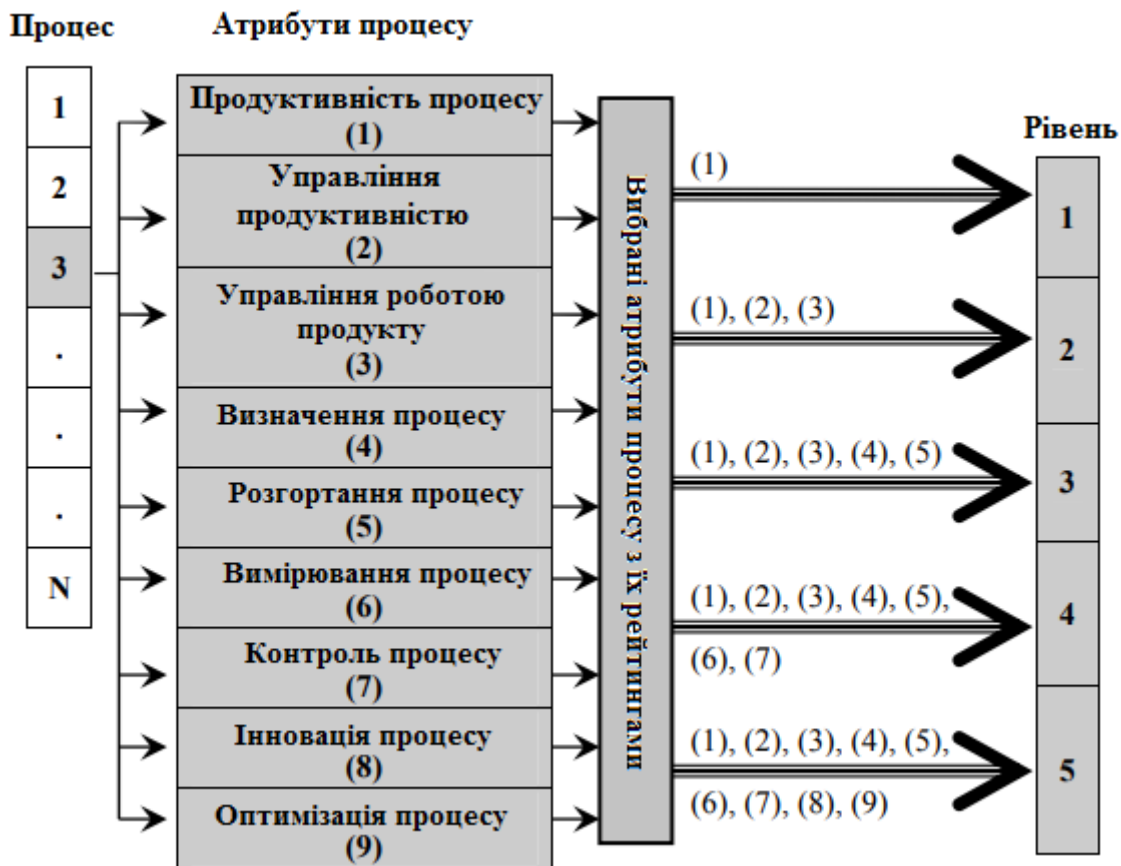 Процес
Атрибути процесу
1
2
3
.
.
.
N
Продуктивність процесу
(1)
Управління
продуктивністю
(2)
Управління роботою
продукту
(3)
Визначення процесу
(4)
Розгортання процесу
(5)
Вимірювання процесу
(6)
Контроль процесу
(7)
Інновація процесу
(8)
Оптимізація процесу
(9)
Вибрані атрибути процесу з їх рейтингами
(1)
(1), (2), (3)
(1), (2), (3), (4), (5)
(1), (2), (3), (4), (5),
(6), (7)
(1), (2), (3), (4), (5),
(6), (7), (8), (9)
Рівень
1
2
3
4
5